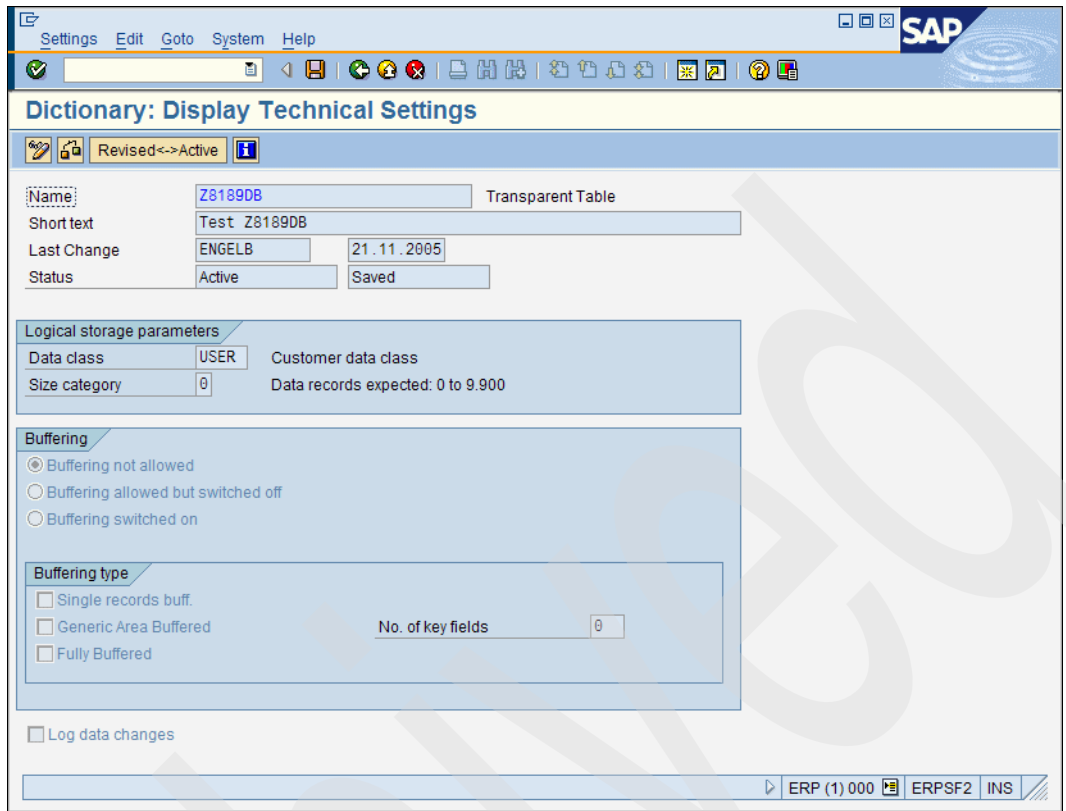 Settings Edit Goto System Help
SAP
Dictionary: Display Technical Settings
Revised<->Active
Name Z8189DB Transparent Table
Short text Test Z8189DB
Last Change ENGELB 21.11.2005
Status Active Saved
Logical storage parameters
Data class USER Customer data class
Size category 0 Data records expected: 0 to 9.900
Buffering
Buffering not allowed
Buffering allowed but switched off
Buffering switched on
Buffering type
Single records buff.
Generic Area Buffered No. of key fields 0
Fully Buffered
Log data changes
ERP (1) 000 ERPSF2 INS